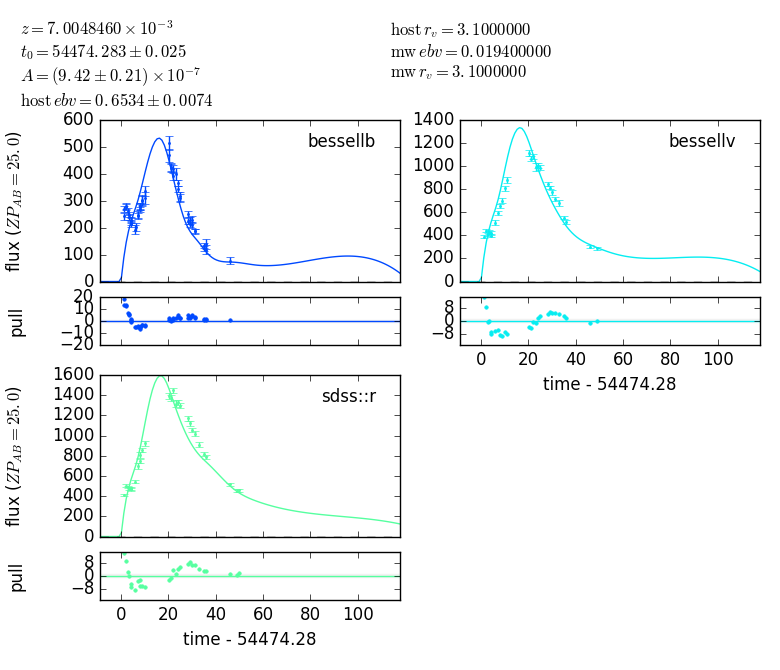 z = 7.0048460 × 10⁻³
t₀ = 54474.283 ± 0.025
A = (9.42 ± 0.21) × 10⁻⁷
host ebv = 0.6534 ± 0.0074
host r_v = 3.1000000
mw ebv = 0.019400000
mw r_v = 3.1000000
flux (ZP_AB = 25.0)
600
500
400
300
200
100
0
bessellb
1400
1200
1000
800
600
400
200
0
bessellv
pull
20
10
0
−10
−20
8
0
−8
0 20 40 60 80 100
time - 54474.28
flux (ZP_AB = 25.0)
1600
1400
1200
1000
800
600
400
200
0
sdss::r
pull
8
0
−8
0 20 40 60 80 100
time - 54474.28